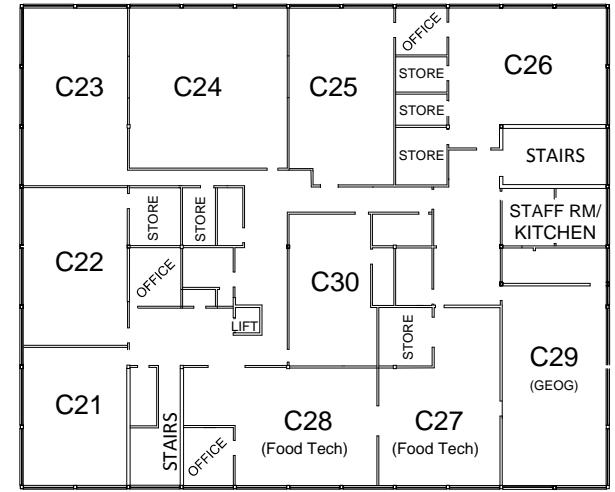 OFFICE
C23
C24
C25
C26
STORE
STORE
STORE
STAIRS
STORE
STORE
STAFF RM/
KITCHEN
C22
OFFICE
C30
LIFT
STORE
C29
(GEOG)
C21
STAIRS
OFFICE
C28
(Food Tech)
C27
(Food Tech)